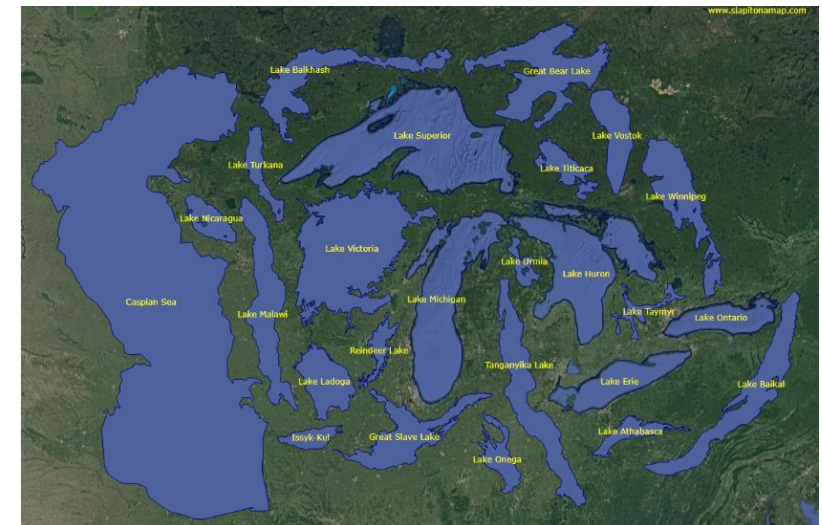 www.slapitonamap.com
Lake Balkhash
Great Bear Lake
Lake Superior
Lake Vostok
Lake Turkana
Lake Titicaca
Lake Winnipeg
Lake Nicaragua
Lake Victoria
Lake Urmia
Lake Huron
Caspian Sea
Lake Michigan
Lake Malawi
Lake Taymyr
Lake Ontario
Reindeer Lake
Tanganyika Lake
Lake Ladoga
Lake Erie
Lake Baikal
Issyk-Kul
Great Slave Lake
Lake Athabasca
Lake Onega